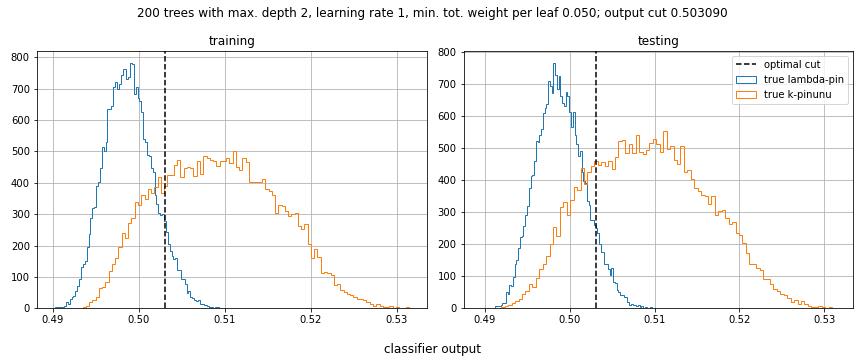 200 trees with max. depth 2, learning rate 1, min. tot. weight per leaf 0.050; output cut 0.503090
training
800
700
600
500
400
300
200
100
0
0.49 0.50 0.51 0.52 0.53
testing
optimal cut
true lambda-pin
true k-pinunu
800
700
600
500
400
300
200
100
0
0.49 0.50 0.51 0.52 0.53
classifier output